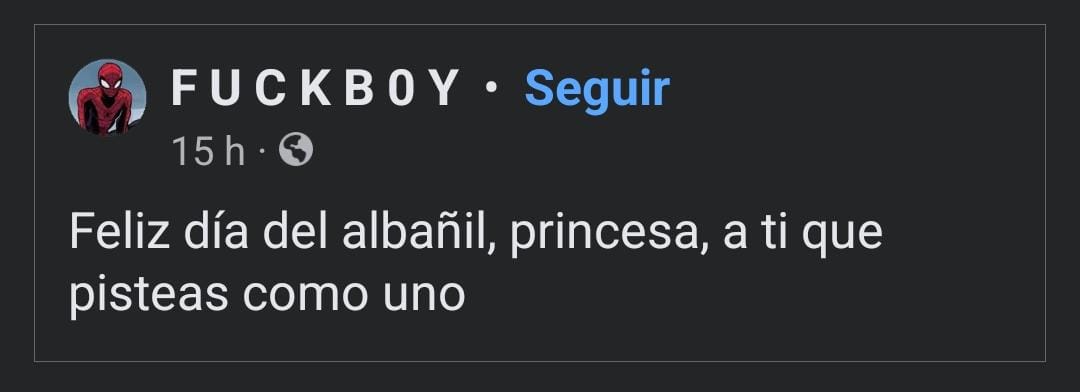 F U C K B 0 Y · Seguir
15 h ·
Feliz día del albañil, princesa, a ti que
pisteas como uno